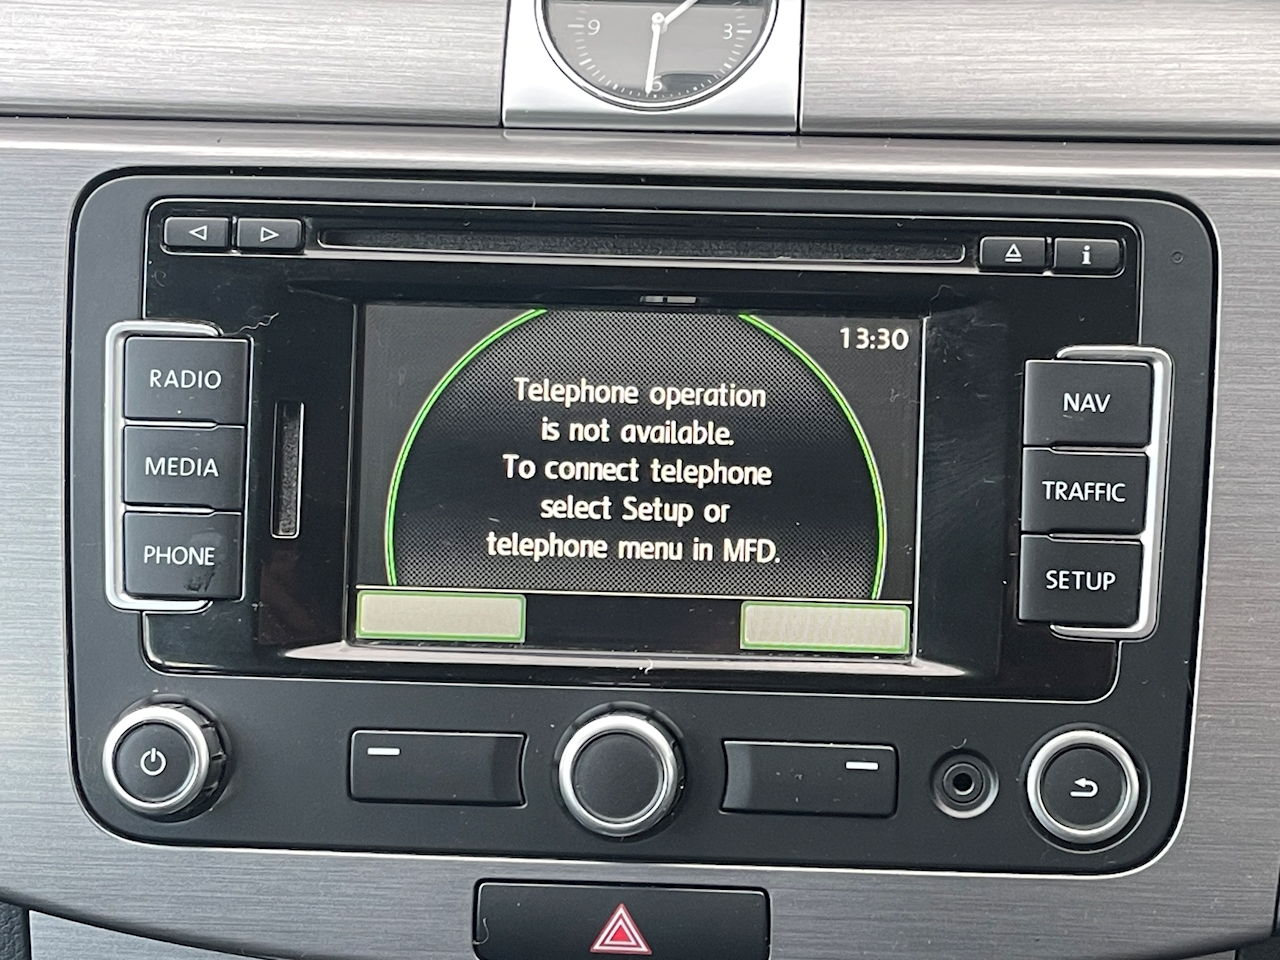 9
3
6
13:30
Telephone operation
is not available.
To connect telephone
select Setup or
telephone menu in MFD.
RADIO
MEDIA
PHONE
NAV
TRAFFIC
SETUP
i